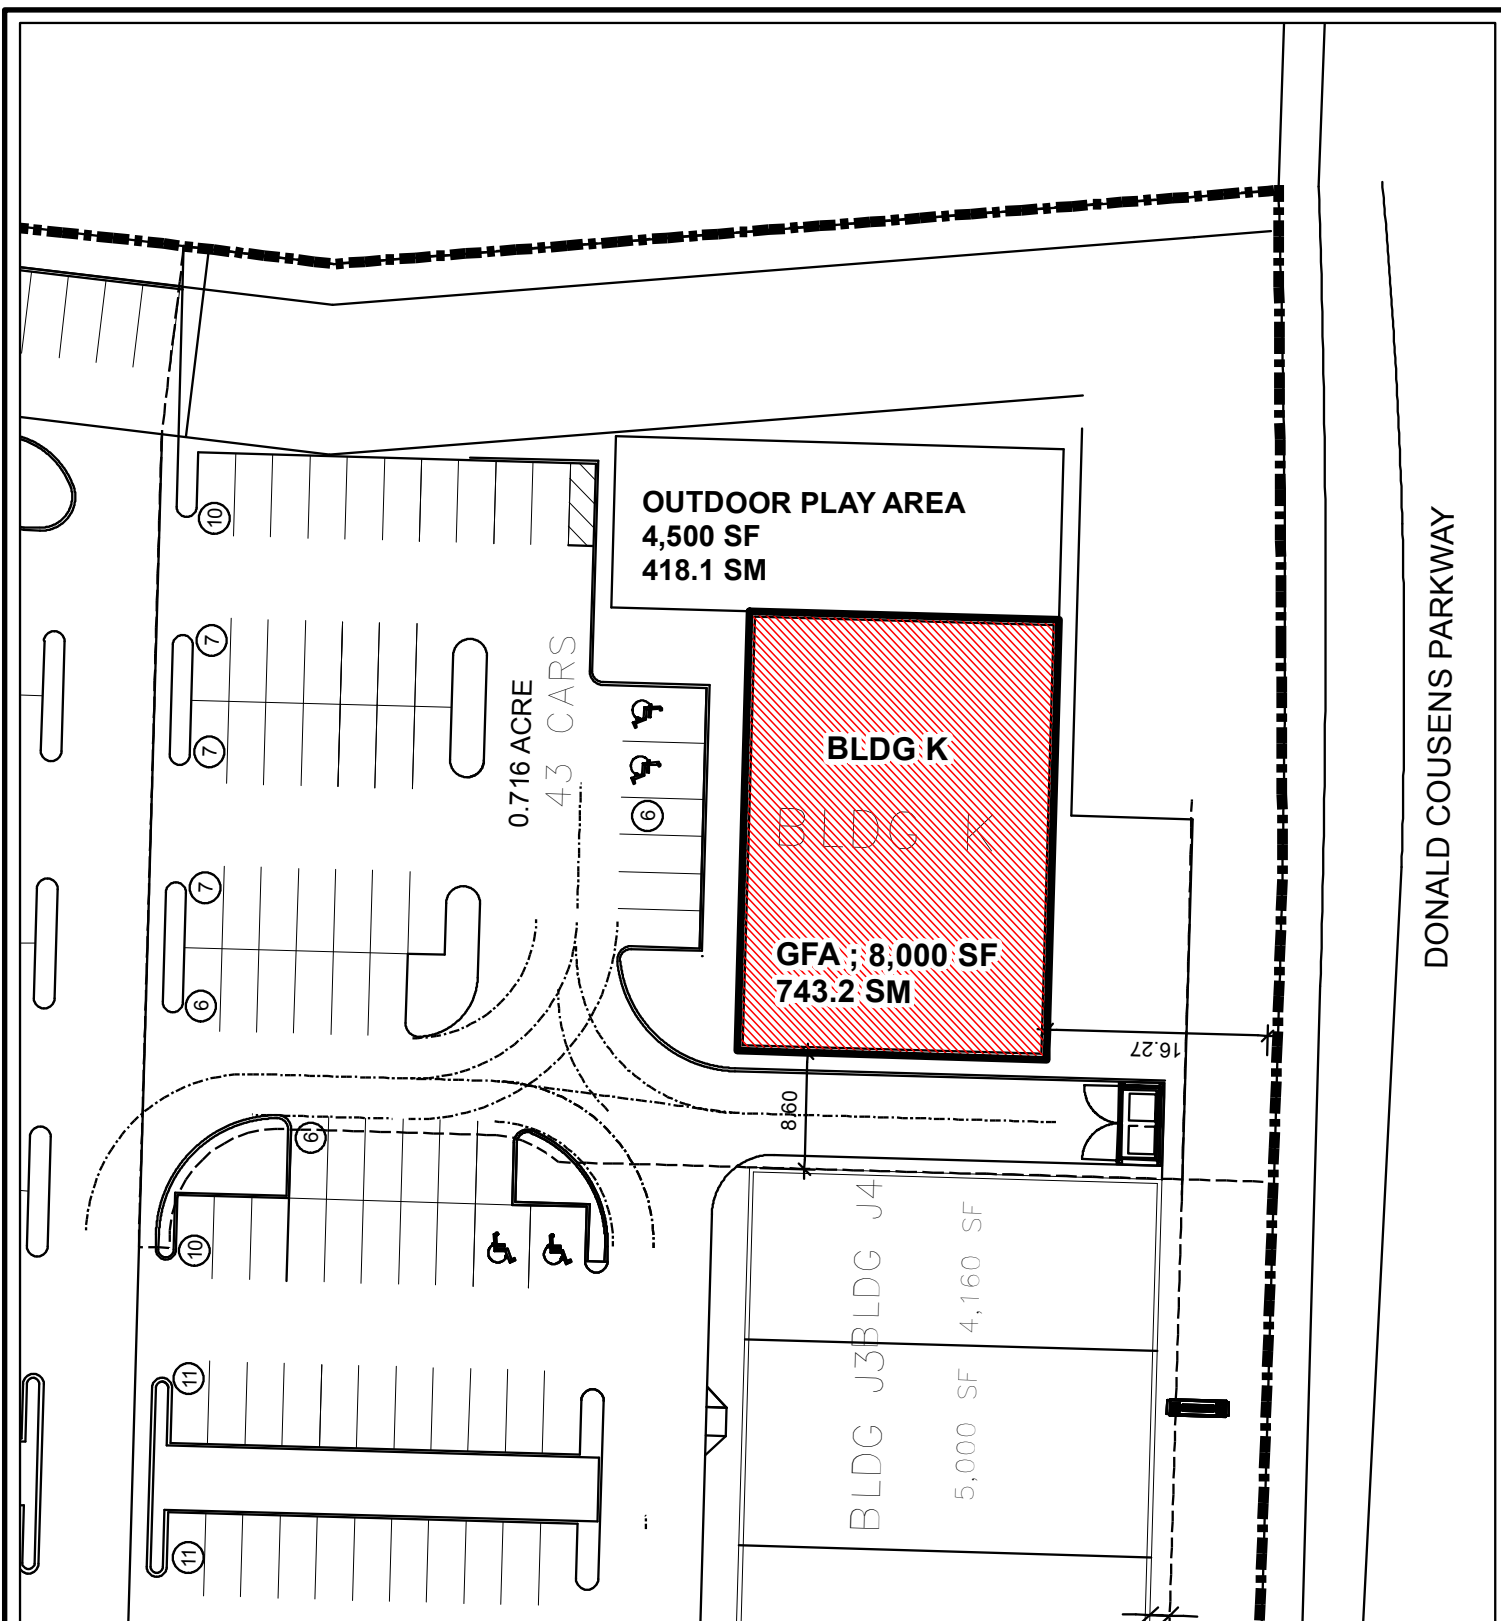 OUTDOOR PLAY AREA
4,500 SF
418.1 SM
10
7
7
0.716 ACRE
43 CARS
6
BLDG K
BLDG K
GFA ; 8,000 SF
743.2 SM
7
6
16.27
8.60
6
10
BLDG J4
4,160 SF
BLDG J3
5,000 SF
11
11
DONALD COUSENS PARKWAY